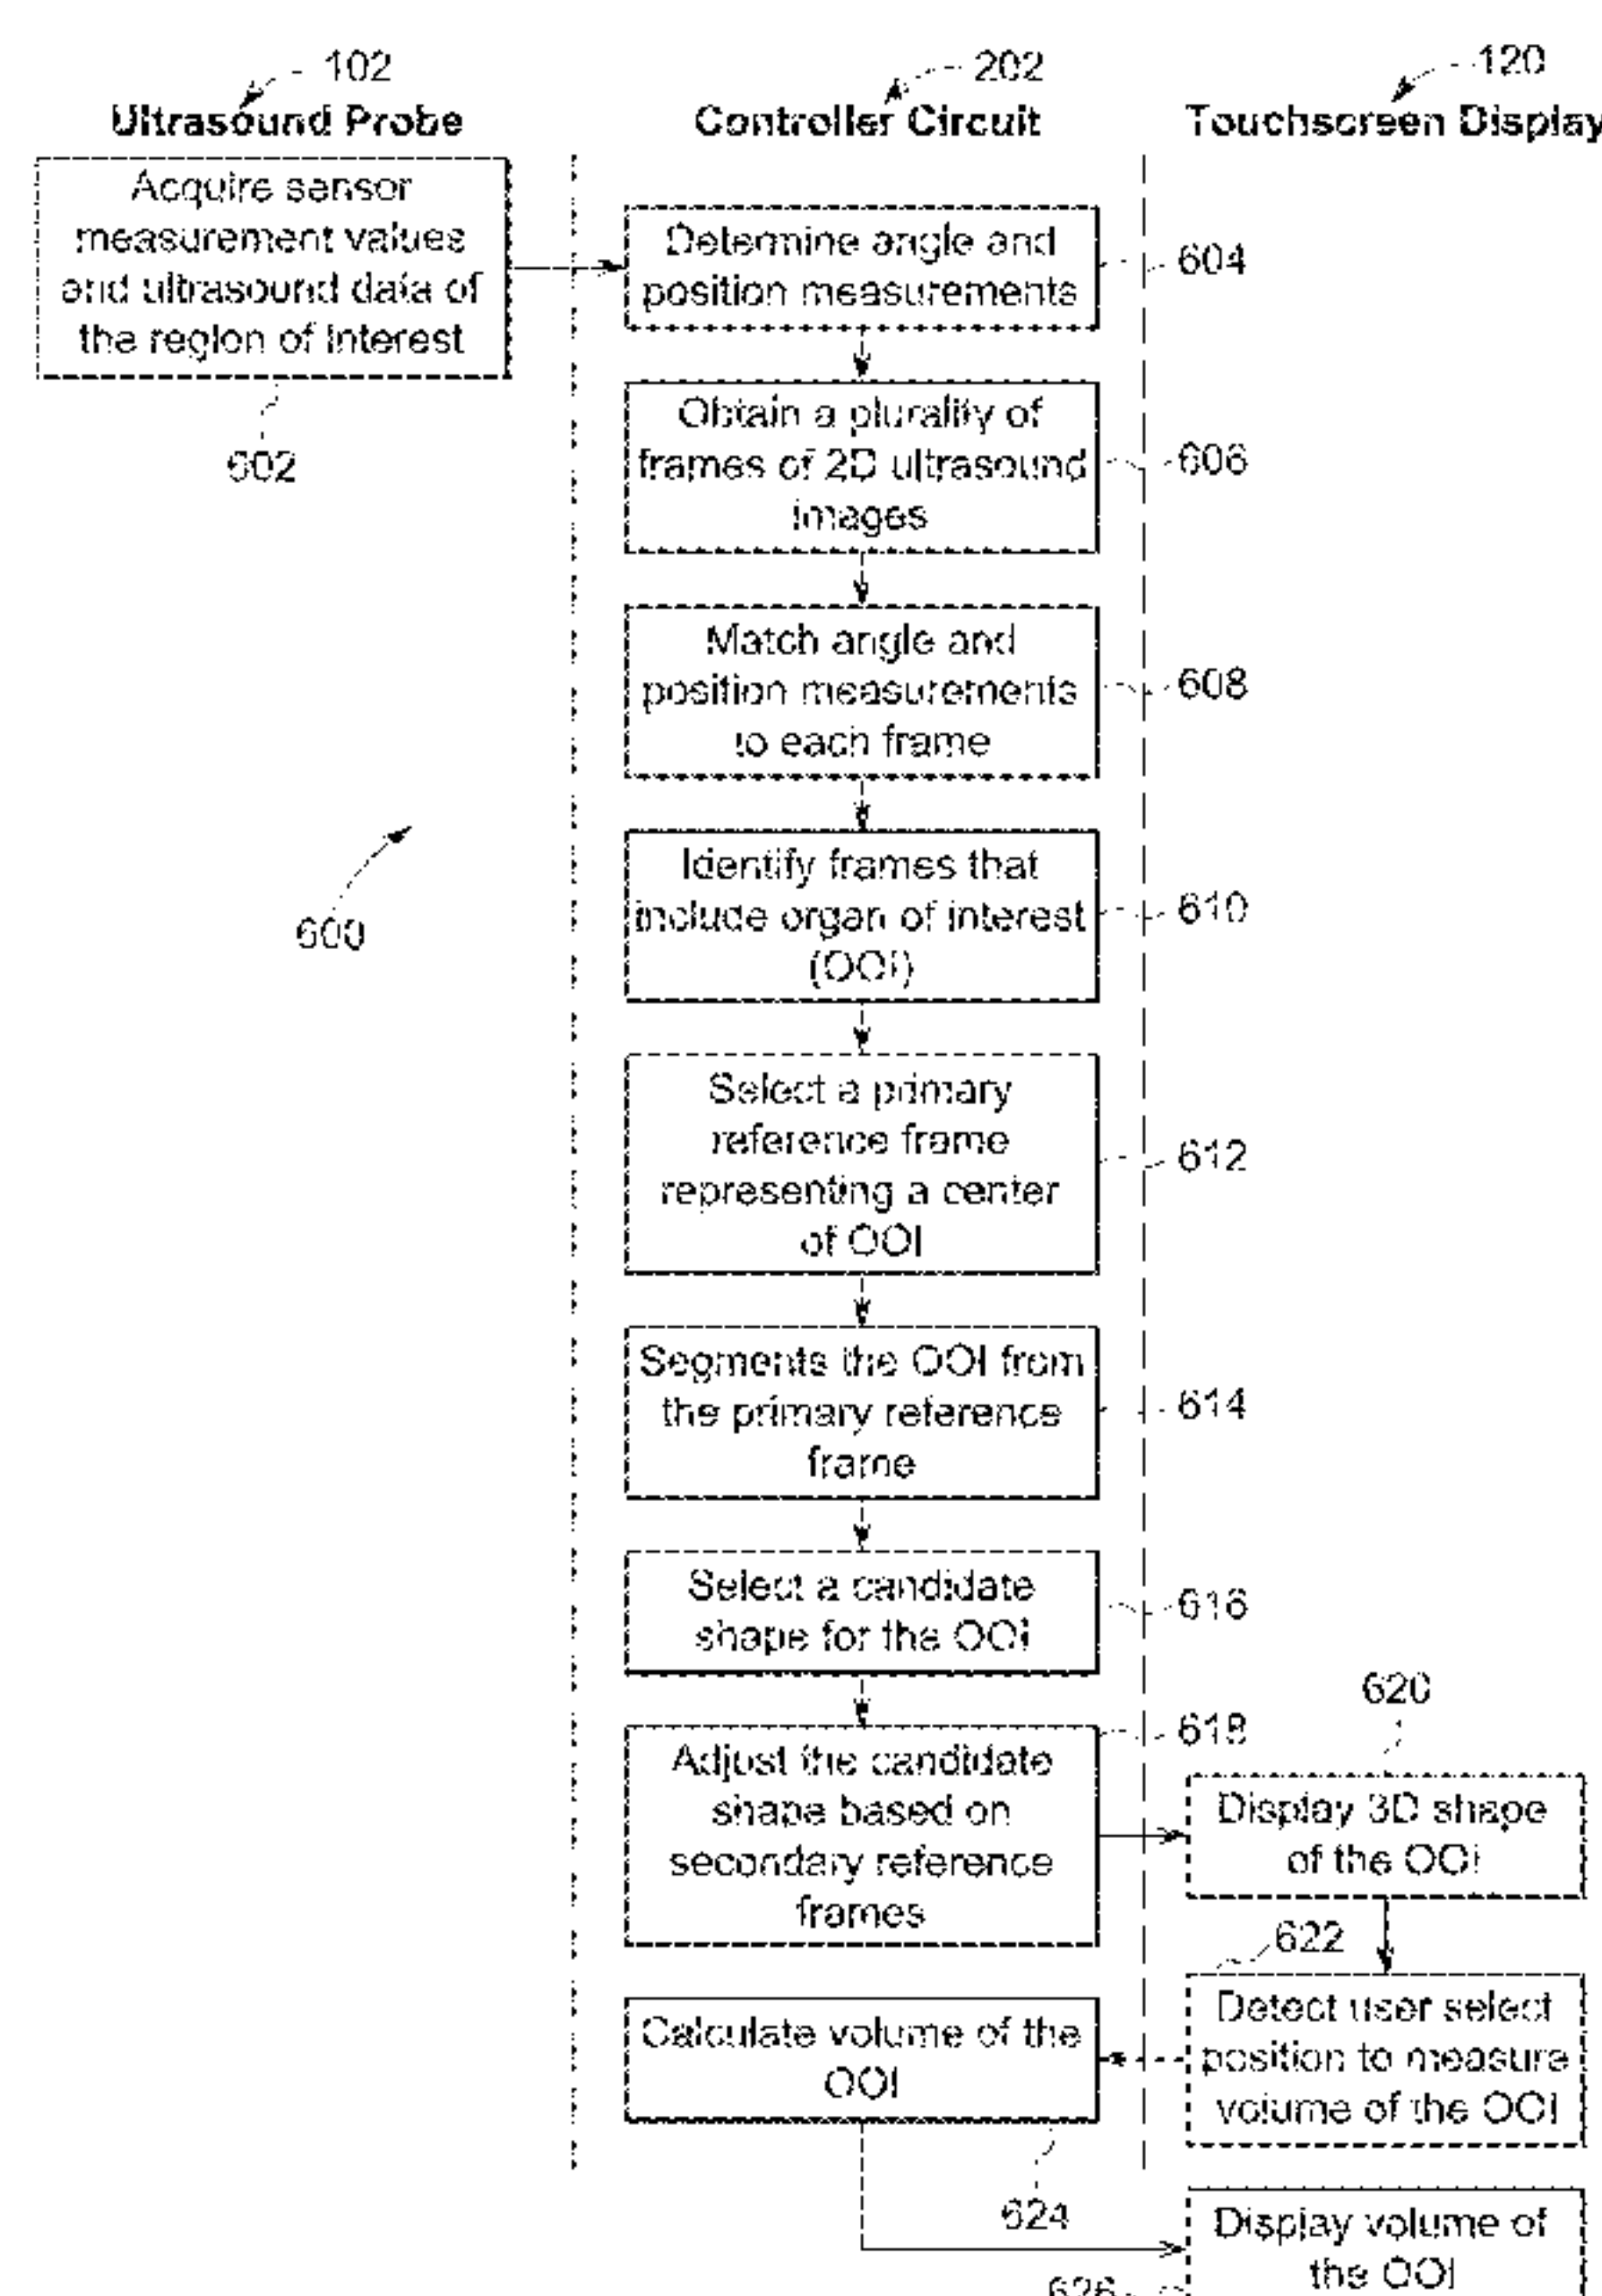 102
202
120
Ultrasound Probe
Controller Circuit
Touchscreen Display
Acquire sensor
measurement values
and ultrasound data of
the region of interest
602
Determine angle and
position measurements
604
Obtain a plurality of
frames of 2D ultrasound
images
606
Match angle and
position measurements
to each frame
608
600
Identify frames that
include organ of interest
(OOI)
610
Select a primary
reference frame
representing a center
of OOI
612
Segments the OOI from
the primary reference
frame
614
Select a candidate
shape for the OOI
616
Adjust the candidate
shape based on
secondary reference
frames
618
620
Display 3D shape
of the OOI
622
Detect user select
position to measure
volume of the OOI
Calculate volume of the
OOI
624
Display volume of
the OOI
626